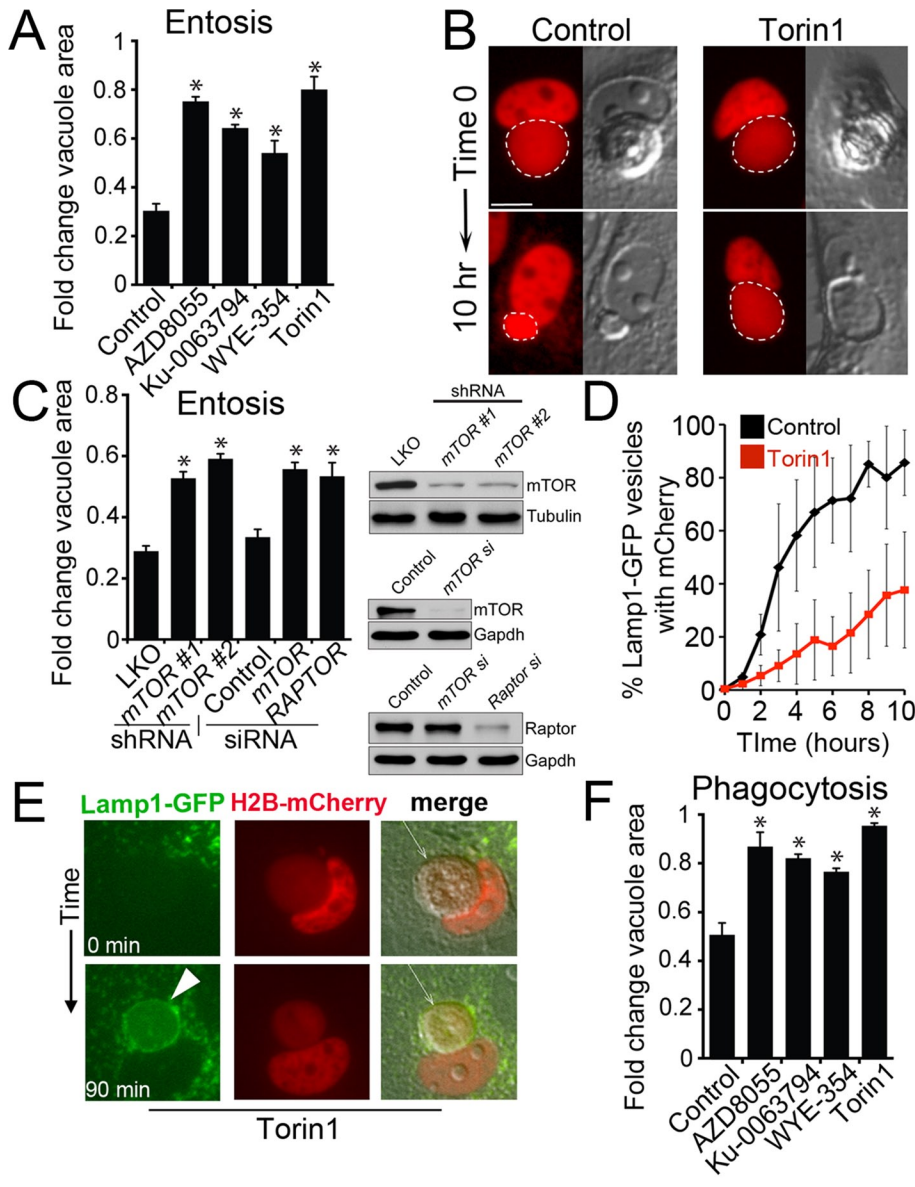 A
Entosis
Fold change vacuole area
1
0.8
0.6
0.4
0.2
0
*
*
*
*
Control
AZD8055
Ku-0063794
WYE-354
Torin1
B
Control
Torin1
Time 0
10 hr
C
Entosis
Fold change vacuole area
0.8
0.6
0.4
0.2
0
*
*
*
*
LKO
mTOR #1
mTOR #2
Control
mTOR
RAPTOR
shRNA
siRNA
shRNA
LKO
mTOR #1
mTOR #2
mTOR
Tubulin
Control
mTOR si
mTOR
Gapdh
Control
mTOR si
Raptor si
Raptor
Gapdh
D
Control
Torin1
% Lamp1-GFP vesicles
with mCherry
100
80
60
40
20
0
0 2 4 6 8 10
TIme (hours)
E
Lamp1-GFP H2B-mCherry merge
Time
0 min
90 min
Torin1
F
Phagocytosis
Fold change vacuole area
1
0.8
0.6
0.4
0.2
0
*
*
*
*
Control
AZD8055
Ku-0063794
WYE-354
Torin1